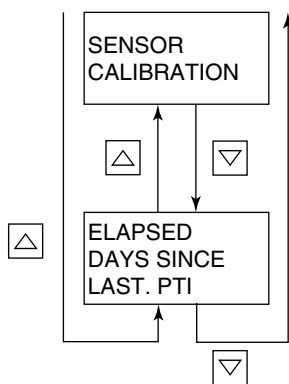 SENSOR
CALIBRATION
ELAPSED
DAYS SINCE
LAST. PTI